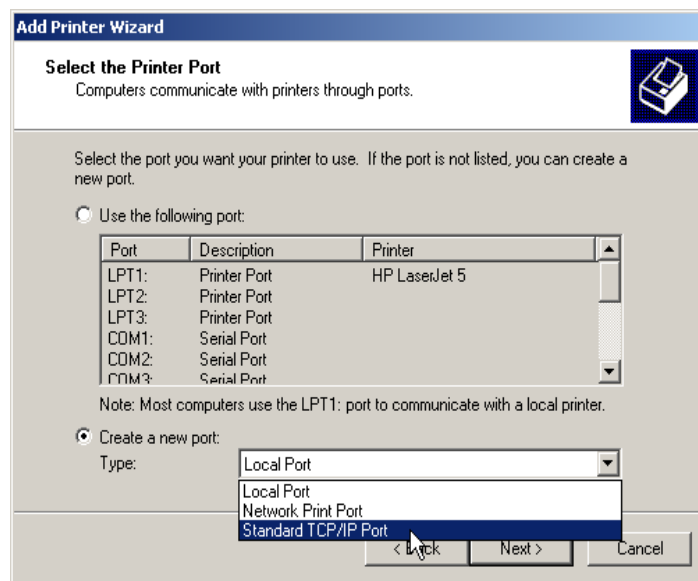 Add Printer Wizard
Select the Printer Port
Computers communicate with printers through ports.
Select the port you want your printer to use. If the port is not listed, you can create a
new port.
Use the following port:
Port Description Printer
LPT1: Printer Port HP LaserJet 5
LPT2: Printer Port
LPT3: Printer Port
COM1: Serial Port
COM2: Serial Port
COM3: Serial Port
Note: Most computers use the LPT1: port to communicate with a local printer.
Create a new port:
Type: Local Port
Local Port
Network Print Port
Standard TCP/IP Port
< Back Next > Cancel